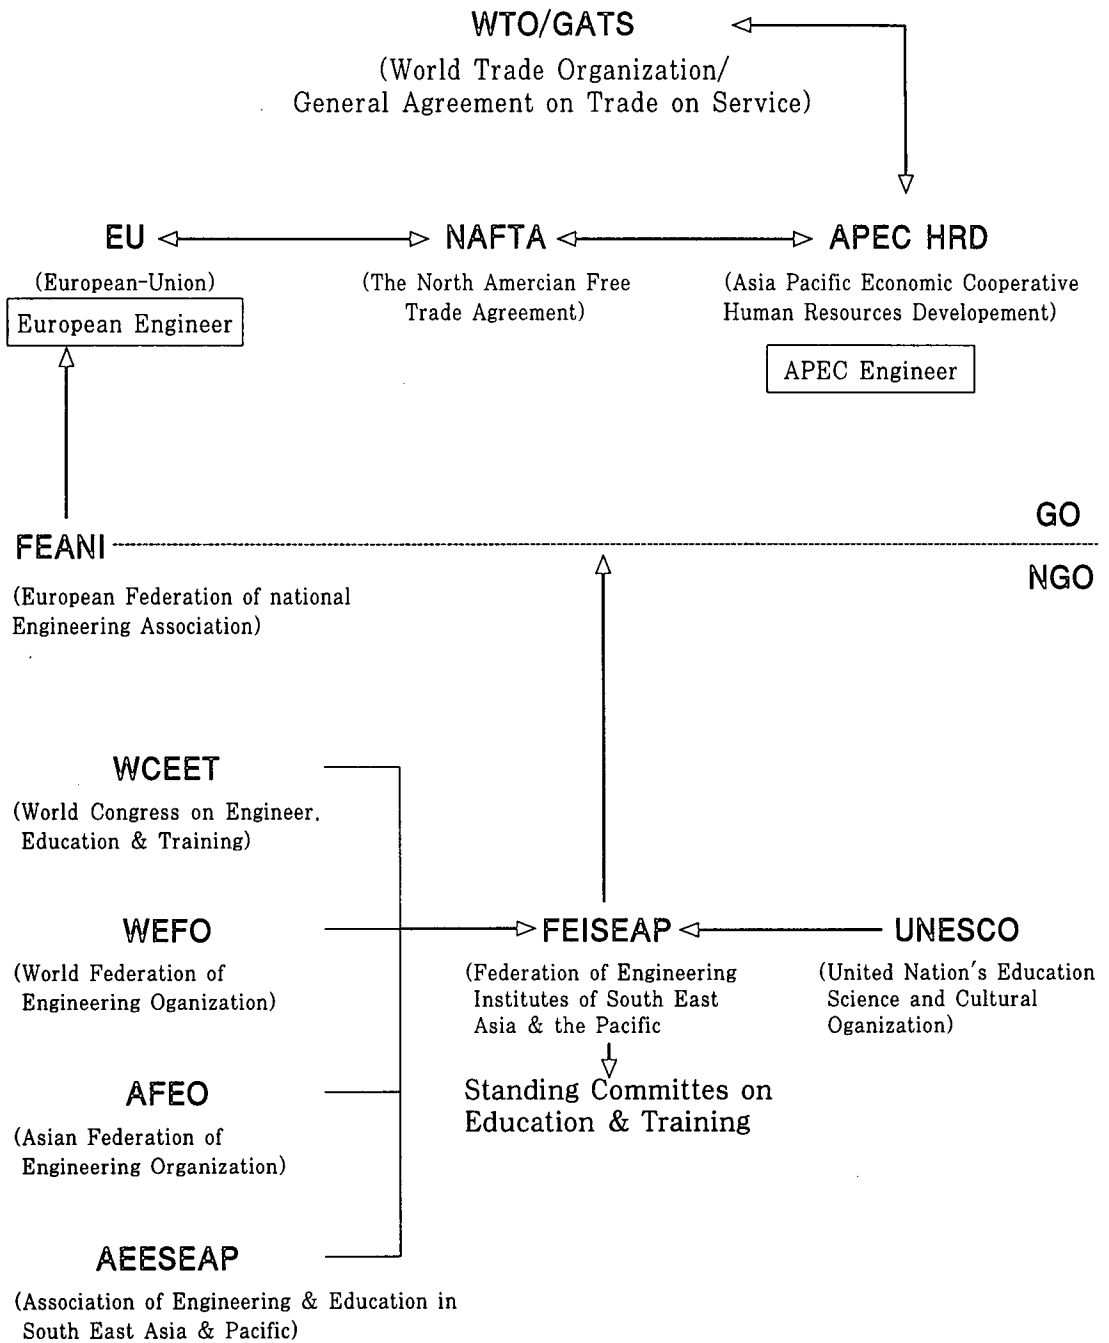 WTO/GATS
(World Trade Organization/
General Agreement on Trade on Service)
EU
NAFTA
APEC HRD
(European-Union)
(The North Amercian Free
Trade Agreement)
(Asia Pacific Economic Cooperative
Human Resources Developement)
European Engineer
APEC Engineer
GO
FEANI
NGO
(European Federation of national
Engineering Association)
WCEET
(World Congress on Engineer.
Education & Training)
WEFO
FEISEAP
UNESCO
(World Federation of
Engineering Oganization)
(Federation of Engineering
Institutes of South East
Asia & the Pacific
(United Nation's Education
Science and Cultural
Oganization)
AFEO
Standing Committes on
Education & Training
(Asian Federation of
Engineering Organization)
AEESEAP
(Association of Engineering & Education in
South East Asia & Pacific)